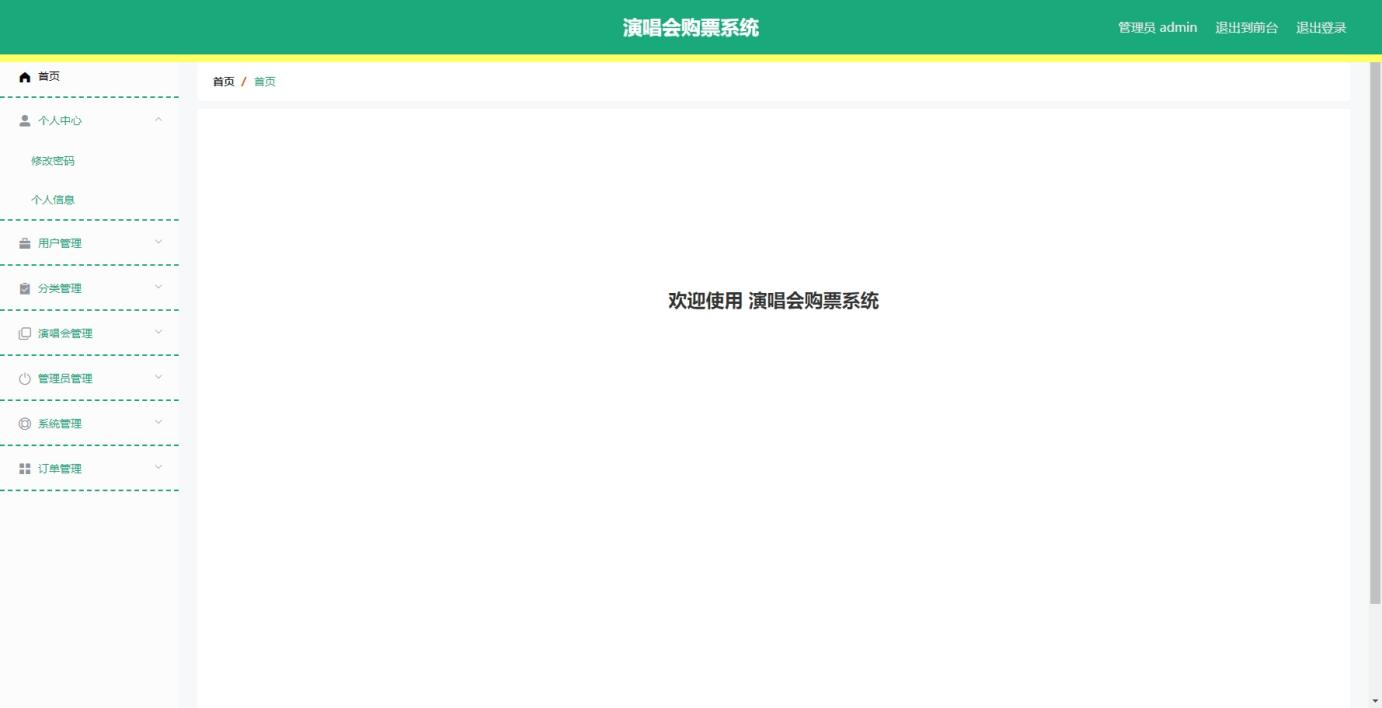 演唱会购票系统
管理员 admin 退出到前台 退出登录
首页
个人中心
修改密码
个人信息
用户管理
分类管理
演唱会管理
管理员管理
系统管理
订单管理
首页 / 首页
欢迎使用 演唱会购票系统